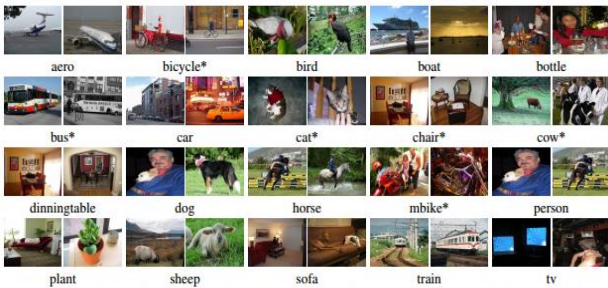 aero bicycle* bird boat bottle
bus* car cat* chair* cow*
dinningtable dog horse mbike* person
plant sheep sofa train tv